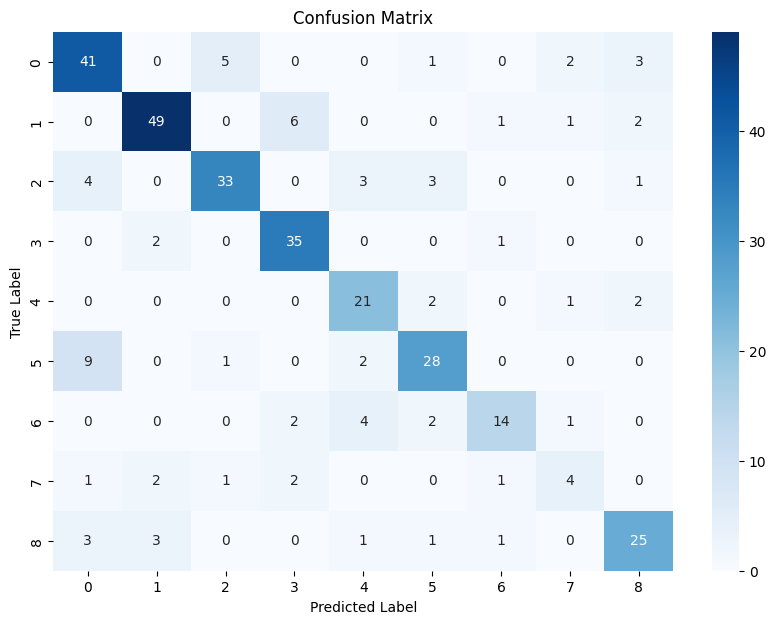 Confusion Matrix
True Label
0 41 0 5 0 0 1 0 2 3
1 0 49 0 6 0 0 1 1 2
2 4 0 33 0 3 3 0 0 1
3 0 2 0 35 0 0 1 0 0
4 0 0 0 0 21 2 0 1 2
5 9 0 1 0 2 28 0 0 0
6 0 0 0 2 4 2 14 1 0
7 1 2 1 2 0 0 1 4 0
8 3 3 0 0 1 1 1 0 25
0 1 2 3 4 5 6 7 8
Predicted Label
40
30
20
10
0